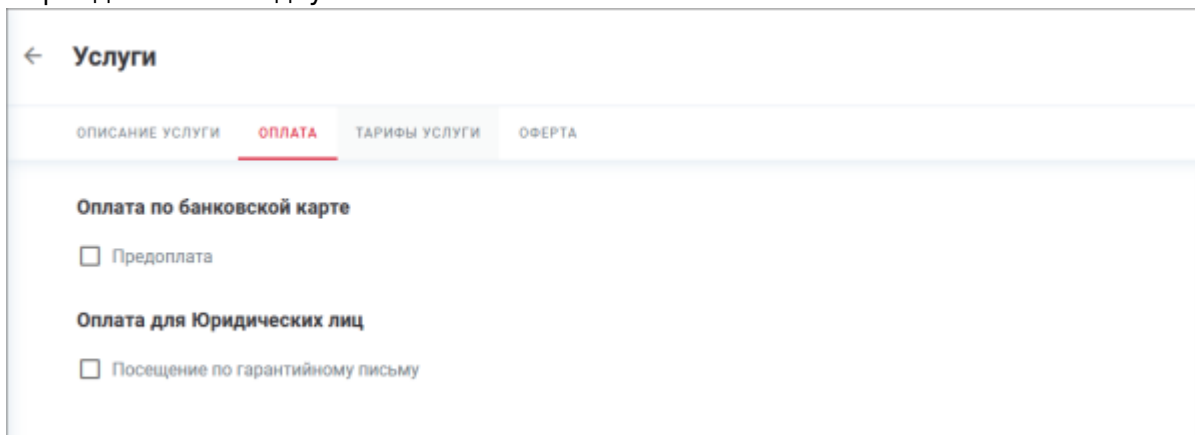 Услуги
ОПИСАНИЕ УСЛУГИ ОПЛАТА ТАРИФЫ УСЛУГИ ОФЕРТА
Оплата по банковской карте
Предоплата
Оплата для Юридических лиц
Посещение по гарантийному письму